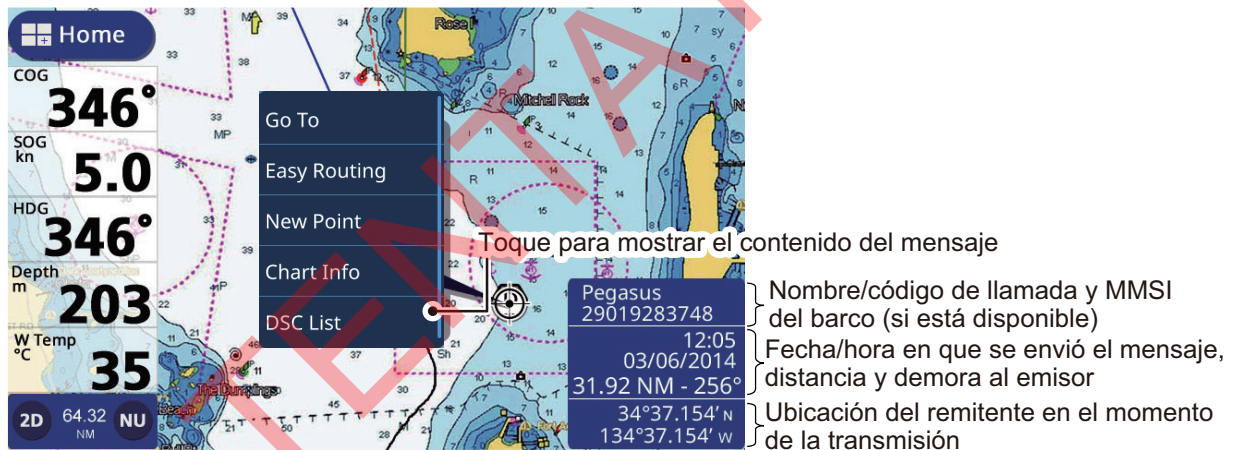 Home
COG
346°
SOG
kn
5.0
HDG
346°
Depth
m
203
W Temp
°C
35
2D 64.32 NU
NM
Go To
Easy Routing
New Point
Chart Info
DSC List
Rose I
Mitchell Rock
The Dumplings
Toque para mostrar el contenido del mensaje
Pegasus
29019283748
12:05
03/06/2014
31.92 NM - 256°
34°37.154' N
134°37.154' W
Nombre/código de llamada y MMSI
del barco (si está disponible)
Fecha/hora en que se envió el mensaje,
distancia y demora al emisor
Ubicación del remitente en el momento
de la transmisión